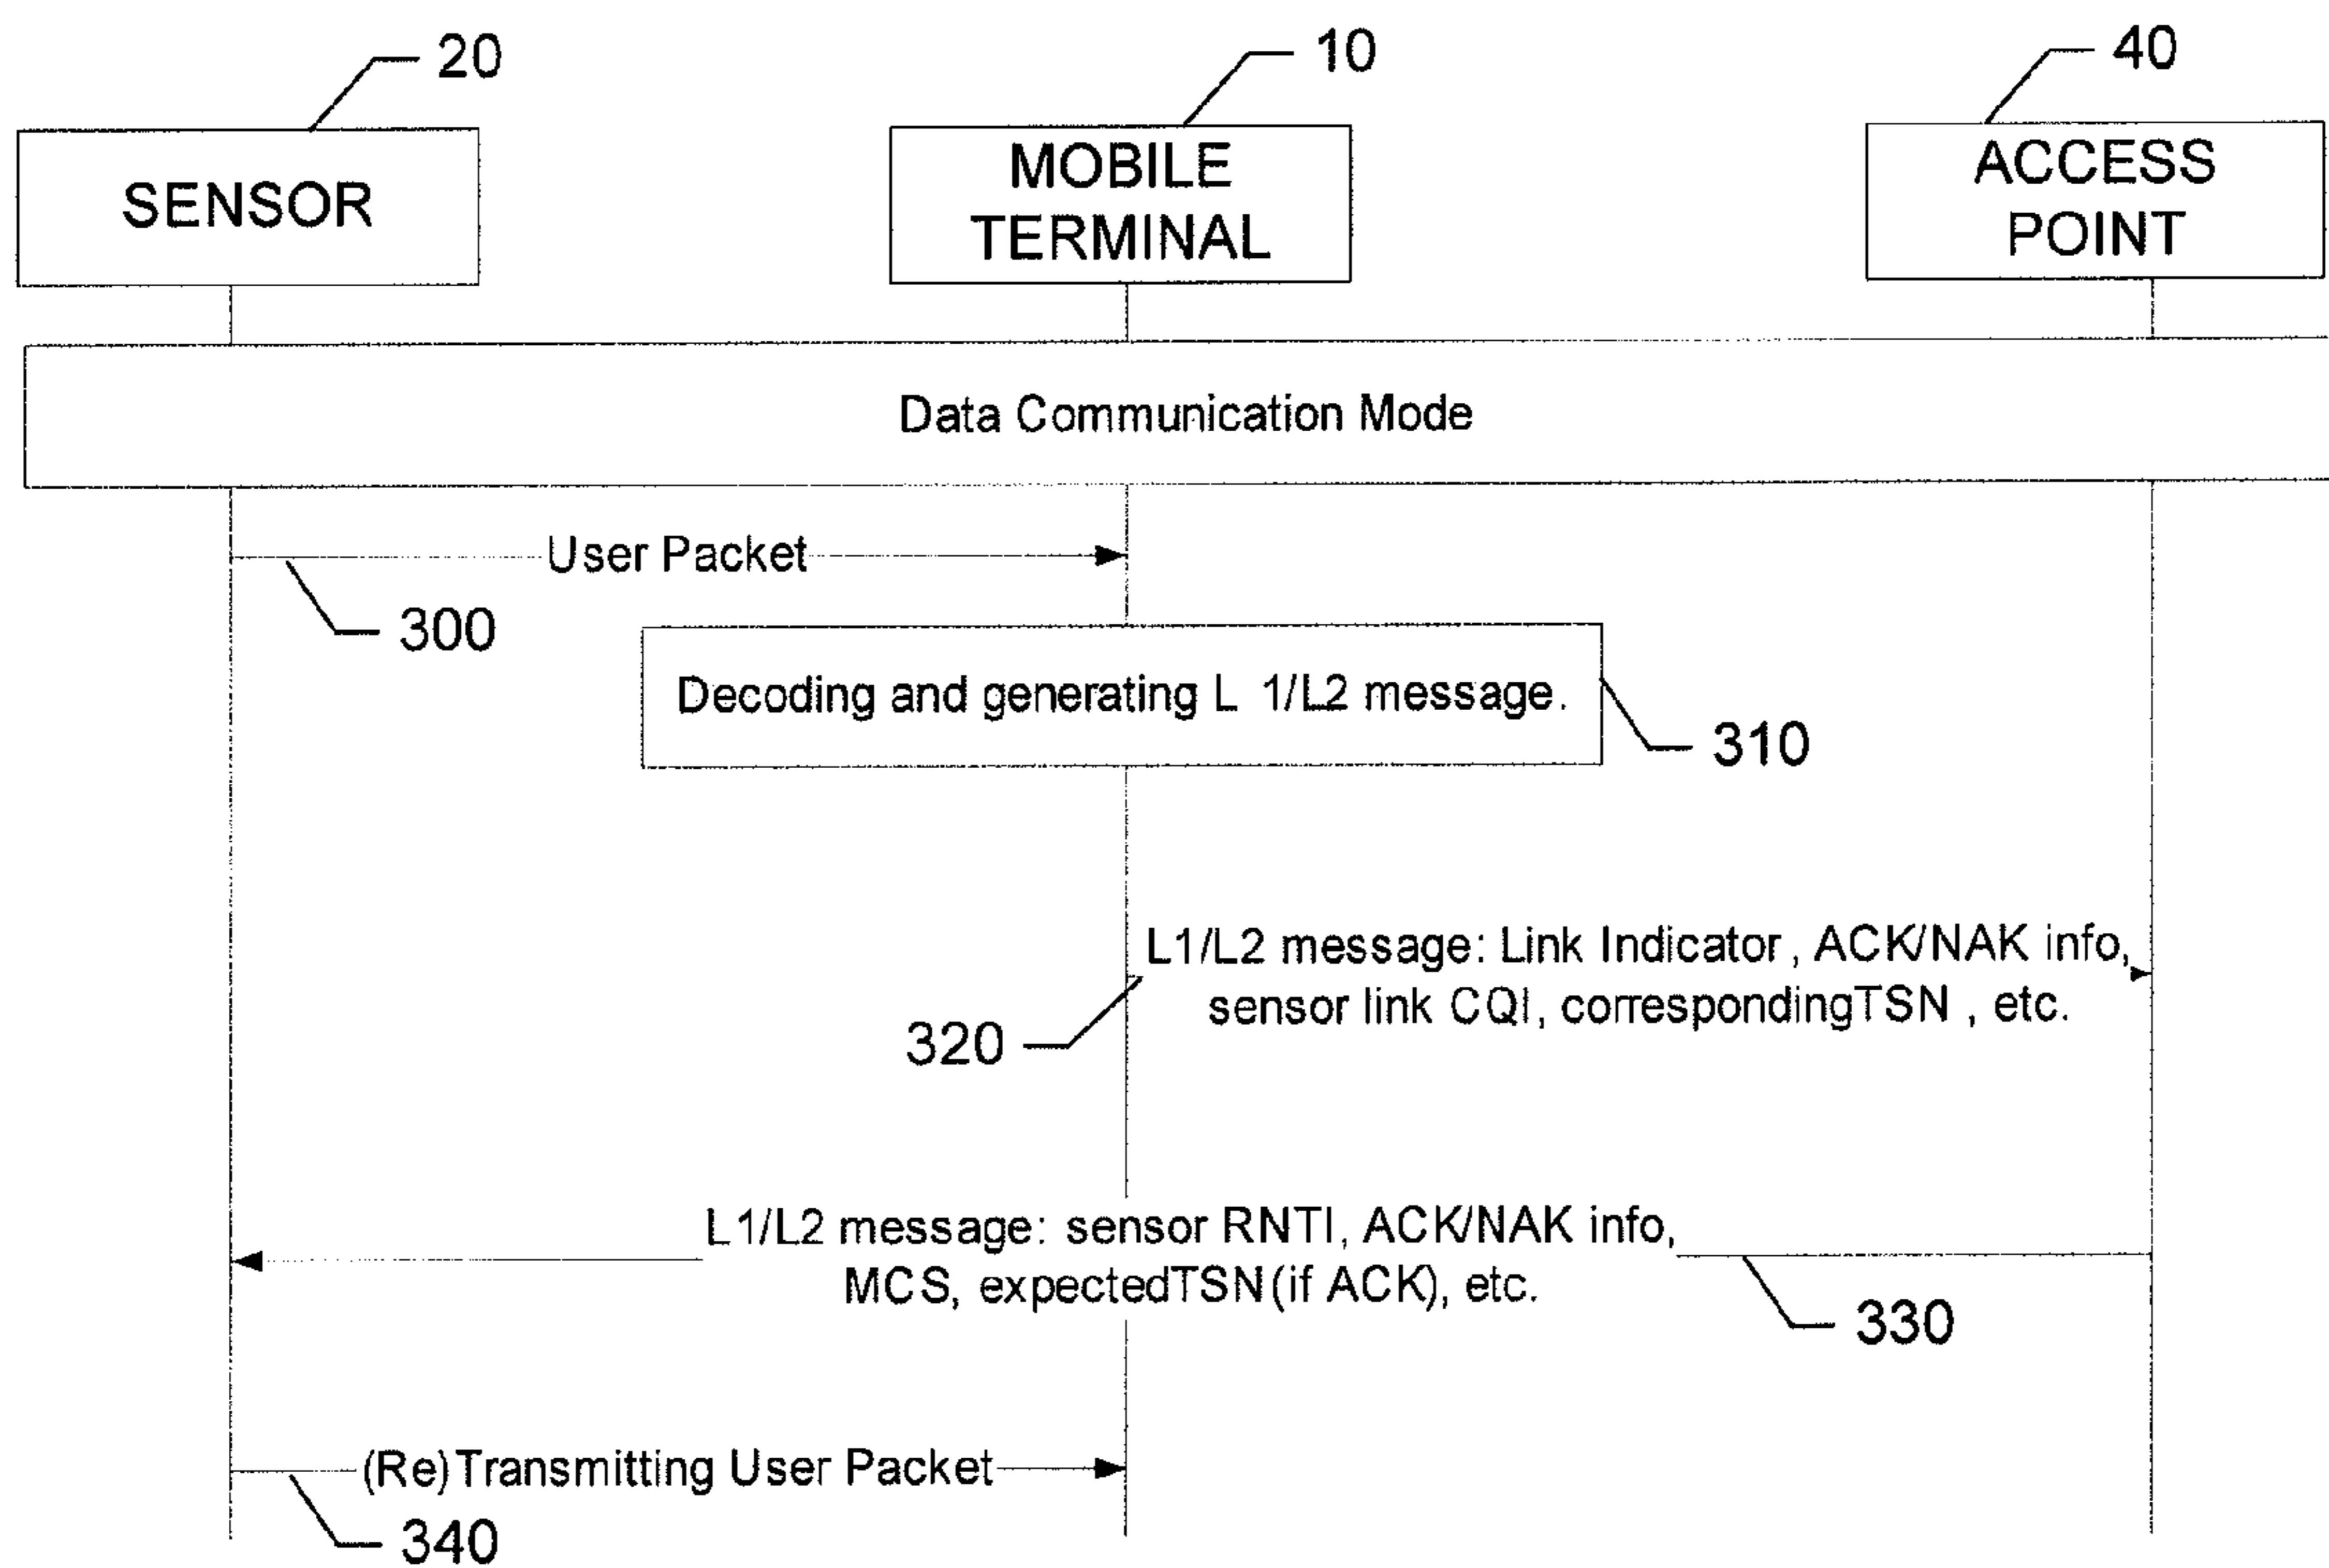 20
10
40
SENSOR
MOBILE
TERMINAL
ACCESS
POINT
Data Communication Mode
User Packet
300
Decoding and generating L 1/L2 message.
310
L1/L2 message: Link Indicator , ACK/NAK info,
sensor link CQI, correspondingTSN , etc.
320
L1/L2 message: sensor RNTI, ACK/NAK info,
MCS, expectedTSN(if ACK), etc.
330
(Re)Transmitting User Packet
340